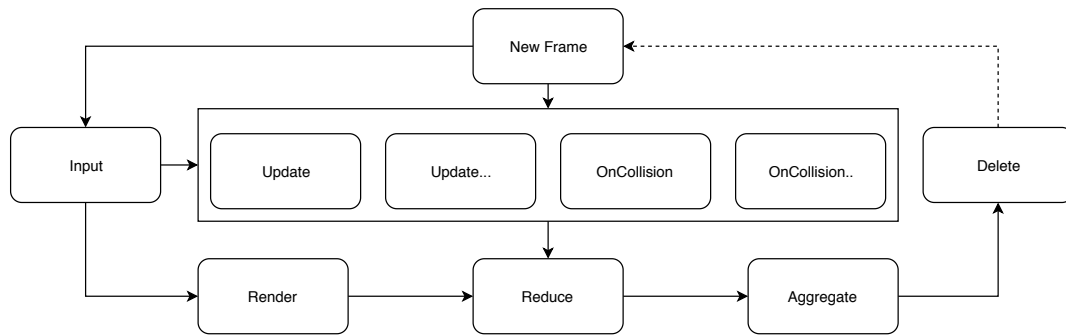 New Frame
Input
Update
Update...
OnCollision
OnCollision..
Delete
Render
Reduce
Aggregate